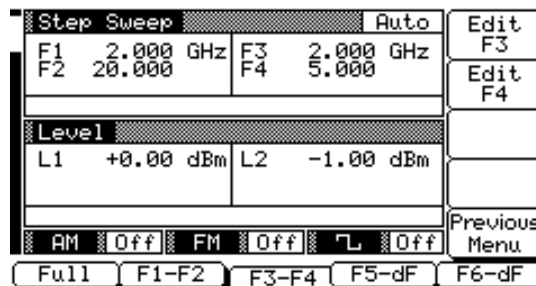 Step Sweep Auto
F1 2.000 GHz F3 2.000 GHz
F2 20.000 F4 5.000
Level
L1 +0.00 dBm L2 -1.00 dBm
AM Off FM Off Off
Edit
F3
Edit
F4
Previous
Menu
Full F1-F2 F3-F4 F5-dF F6-dF